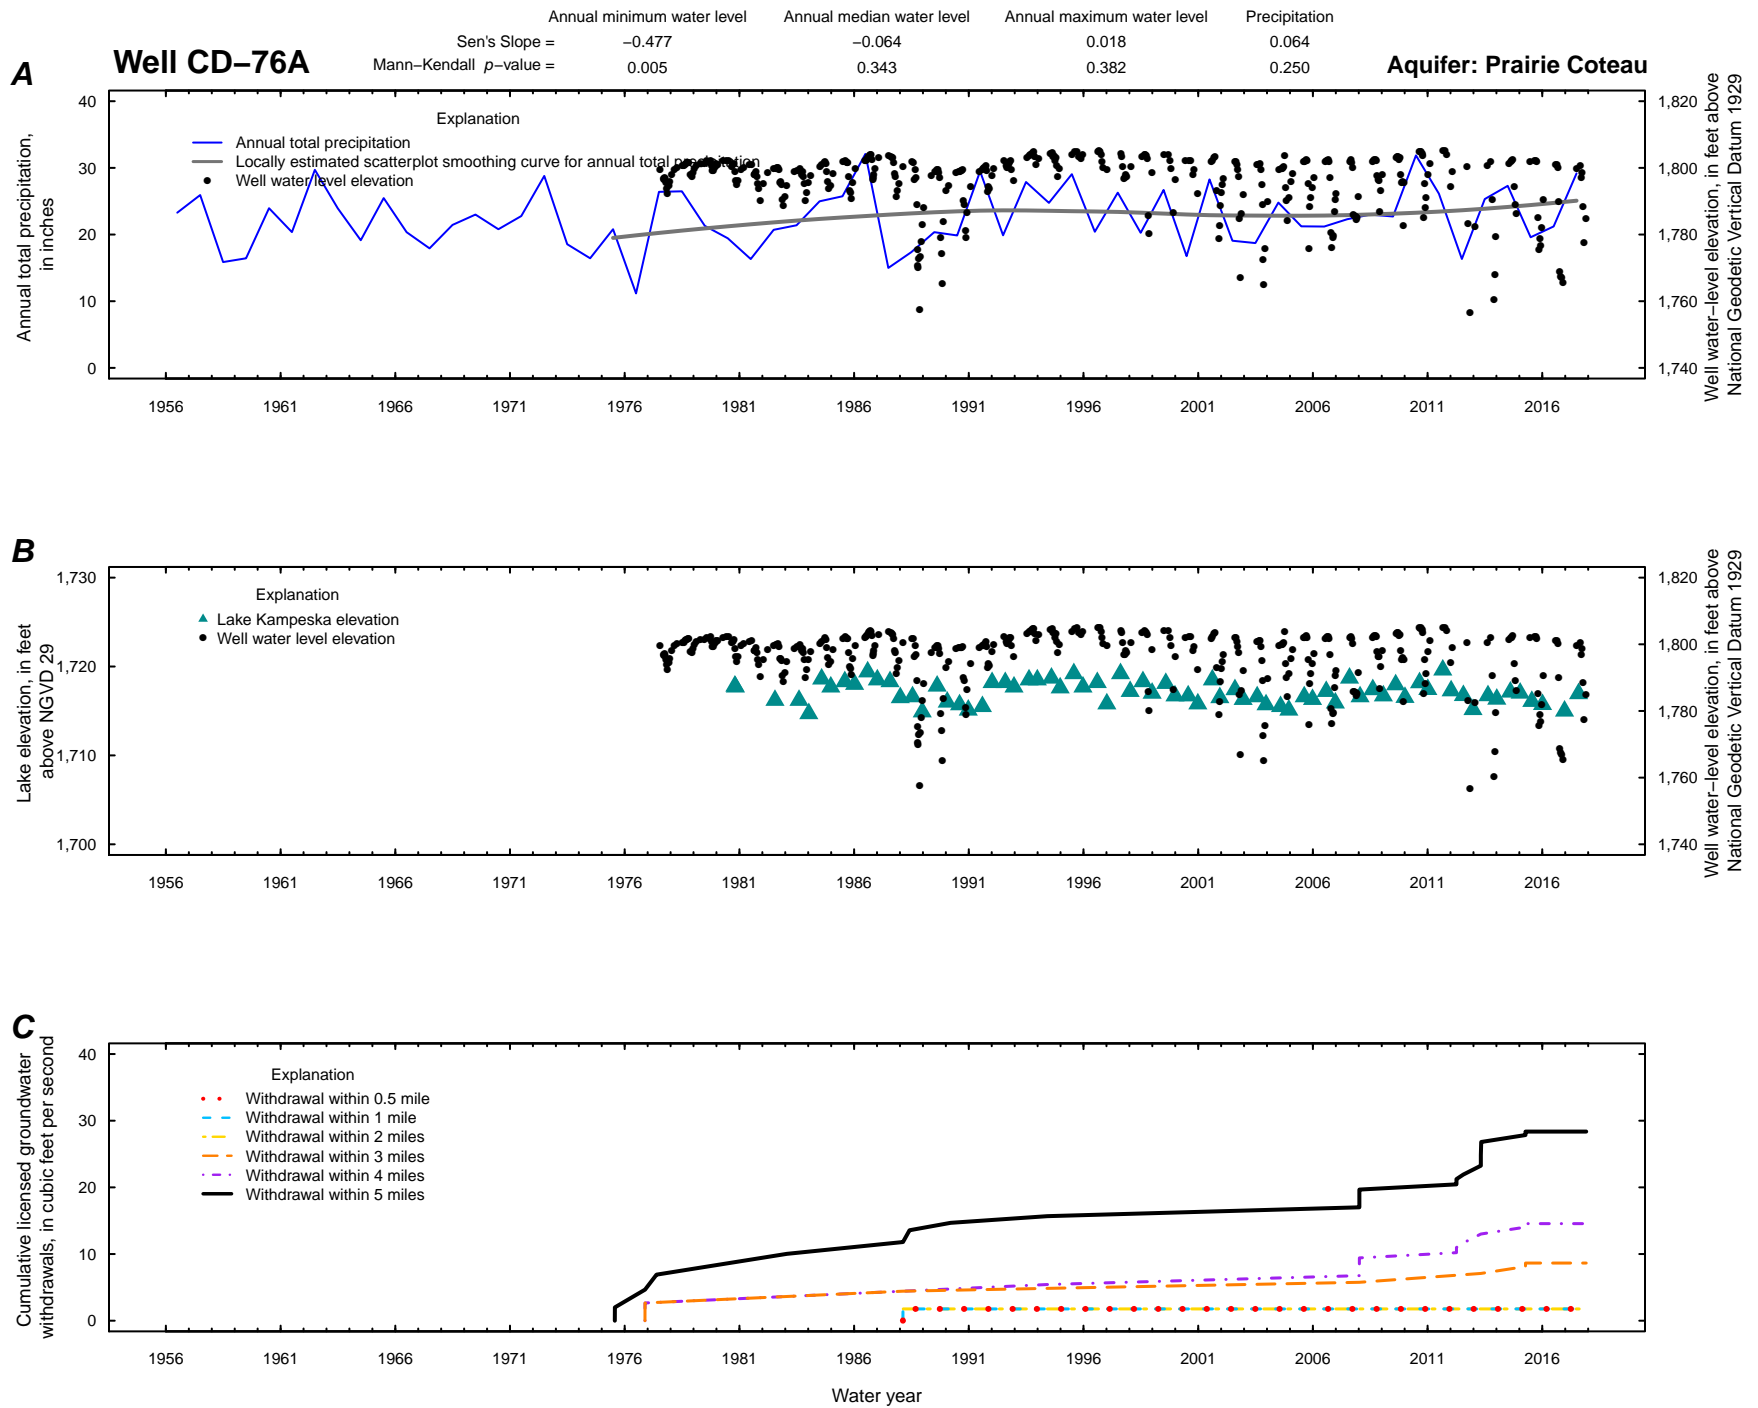 Annual minimum water level Annual median water level Annual maximum water level Precipitation
Sen's Slope = −0.477 −0.064 0.018 0.064
Mann−Kendall p−value = 0.005 0.343 0.382 0.250
Well CD−76A
Aquifer: Prairie Coteau
A
Annual total precipitation,
in inches
40
30
20
10
0
Explanation
Annual total precipitation
Locally estimated scatterplot smoothing curve for annual total precipitation
Well water level elevation
1,820
1,800
1,780
1,760
1,740
Well water−level elevation, in feet above
National Geodetic Vertical Datum 1929
1956 1961 1966 1971 1976 1981 1986 1991 1996 2001 2006 2011 2016
B
Lake elevation, in feet
above NGVD 29
1,730
1,720
1,710
1,700
Explanation
Lake Kampeska elevation
Well water level elevation
1,820
1,800
1,780
1,760
1,740
Well water−level elevation, in feet above
National Geodetic Vertical Datum 1929
1956 1961 1966 1971 1976 1981 1986 1991 1996 2001 2006 2011 2016
C
Cumulative licensed groundwater
withdrawals, in cubic feet per second
40
30
20
10
0
Explanation
Withdrawal within 0.5 mile
Withdrawal within 1 mile
Withdrawal within 2 miles
Withdrawal within 3 miles
Withdrawal within 4 miles
Withdrawal within 5 miles
1956 1961 1966 1971 1976 1981 1986 1991 1996 2001 2006 2011 2016
Water year